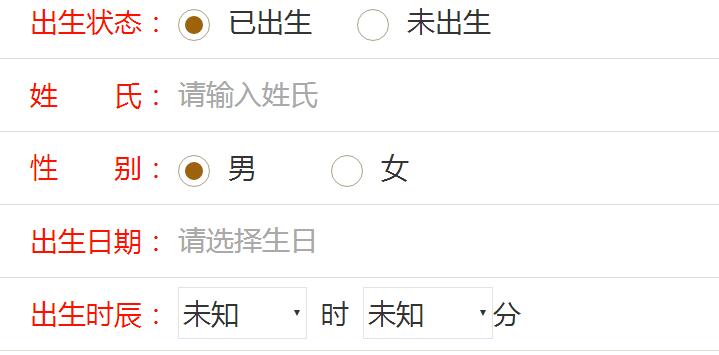 出生状态：已出生 未出生
姓 氏：请输入姓氏
性 别：男 女
出生日期：请选择生日
出生时辰：未知 时 未知 分